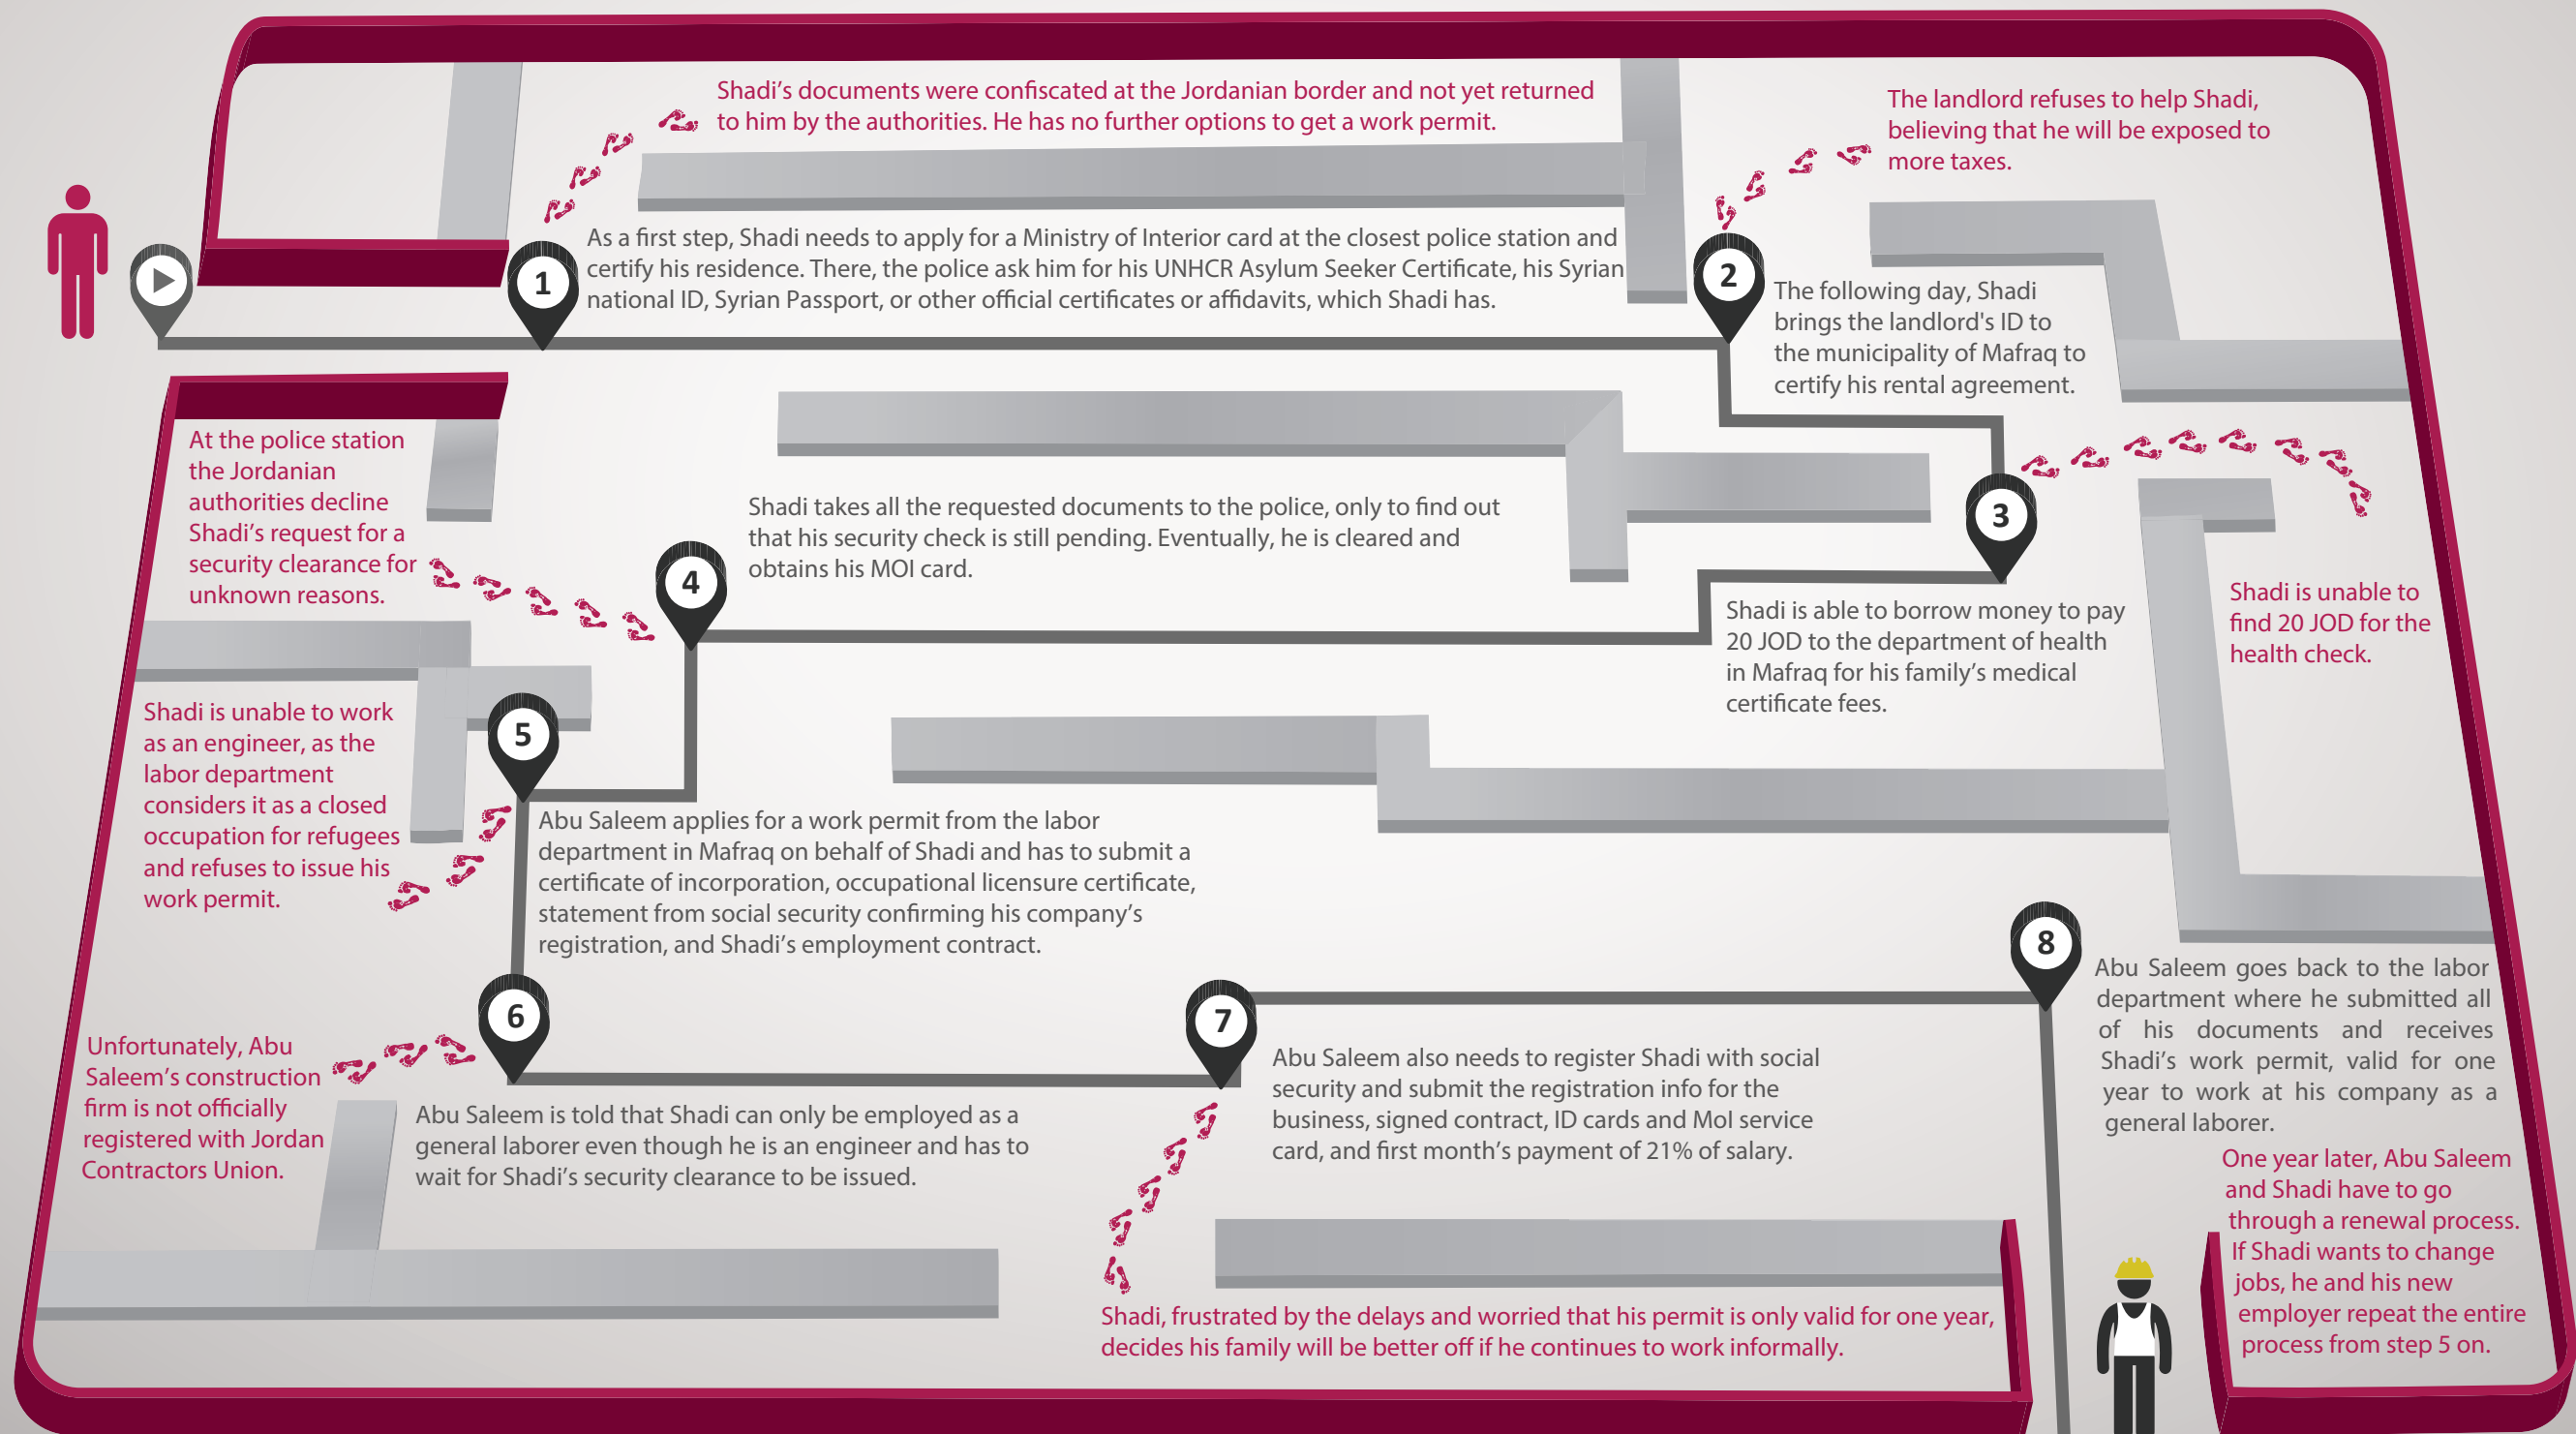 Shadi's documents were confiscated at the Jordanian border and not yet returned
to him by the authorities. He has no further options to get a work permit.
The landlord refuses to help Shadi,
believing that he will be exposed to
more taxes.
1
As a first step, Shadi needs to apply for a Ministry of Interior card at the closest police station and
certify his residence. There, the police ask him for his UNHCR Asylum Seeker Certificate, his Syrian
national ID, Syrian Passport, or other official certificates or affidavits, which Shadi has.
2
The following day, Shadi
brings the landlord's ID to
the municipality of Mafraq to
certify his rental agreement.
3
Shadi is able to borrow money to pay
20 JOD to the department of health
in Mafraq for his family's medical
certificate fees.
Shadi is unable to
find 20 JOD for the
health check.
At the police station
the Jordanian
authorities decline
Shadi's request for a
security clearance for
unknown reasons.
4
Shadi takes all the requested documents to the police, only to find out
that his security check is still pending. Eventually, he is cleared and
obtains his MOI card.
Shadi is unable to work
as an engineer, as the
labor department
considers it as a closed
occupation for refugees
and refuses to issue his
work permit.
5
Abu Saleem applies for a work permit from the labor
department in Mafraq on behalf of Shadi and has to submit a
certificate of incorporation, occupational licensure certificate,
statement from social security confirming his company's
registration, and Shadi's employment contract.
Unfortunately, Abu
Saleem's construction
firm is not officially
registered with Jordan
Contractors Union.
6
Abu Saleem is told that Shadi can only be employed as a
general laborer even though he is an engineer and has to
wait for Shadi's security clearance to be issued.
7
Abu Saleem also needs to register Shadi with social
security and submit the registration info for the
business, signed contract, ID cards and MoI service
card, and first month's payment of 21% of salary.
Shadi, frustrated by the delays and worried that his permit is only valid for one year,
decides his family will be better off if he continues to work informally.
8
Abu Saleem goes back to the labor
department where he submitted all
of his documents and receives
Shadi's work permit, valid for one
year to work at his company as a
general laborer.
One year later, Abu Saleem
and Shadi have to go
through a renewal process.
If Shadi wants to change
jobs, he and his new
employer repeat the entire
process from step 5 on.